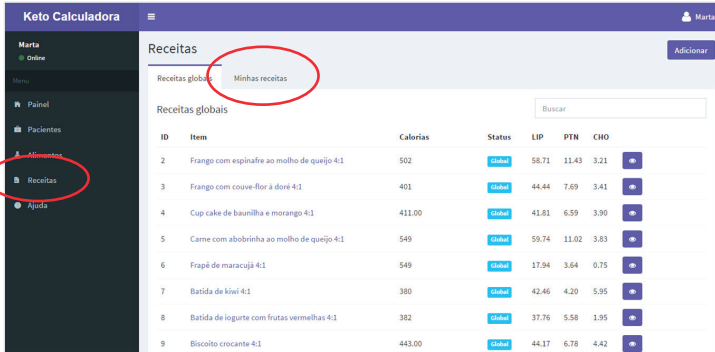 Keto Calculadora
Marta
Marta
Online
Receitas
Adicionar
Menu
Receitas globais
Minhas receitas
Painel
Receitas globais
Buscar
Pacientes
ID Item Calorias Status LIP PTN CHO
Alimentos
2 Frango com espinafre ao molho de queijo 4:1 502 Global 58.71 11.43 3.21
Receitas
3 Frango com couve-flor à doré 4:1 401 Global 44.44 7.69 3.41
Ajuda
4 Cup cake de baunilha e morango 4:1 411.00 Global 41.81 6.59 3.90
5 Carne com abobrinha ao molho de queijo 4:1 549 Global 59.74 11.02 3.83
6 Frapê de maracujá 4:1 549 Global 17.94 3.64 0.75
7 Batida de kiwi 4:1 380 Global 42.46 4.20 5.95
8 Batida de iogurte com frutas vermelhas 4:1 382 Global 37.76 5.58 1.95
9 Biscoito crocante 4:1 443.00 Global 44.17 6.78 4.42